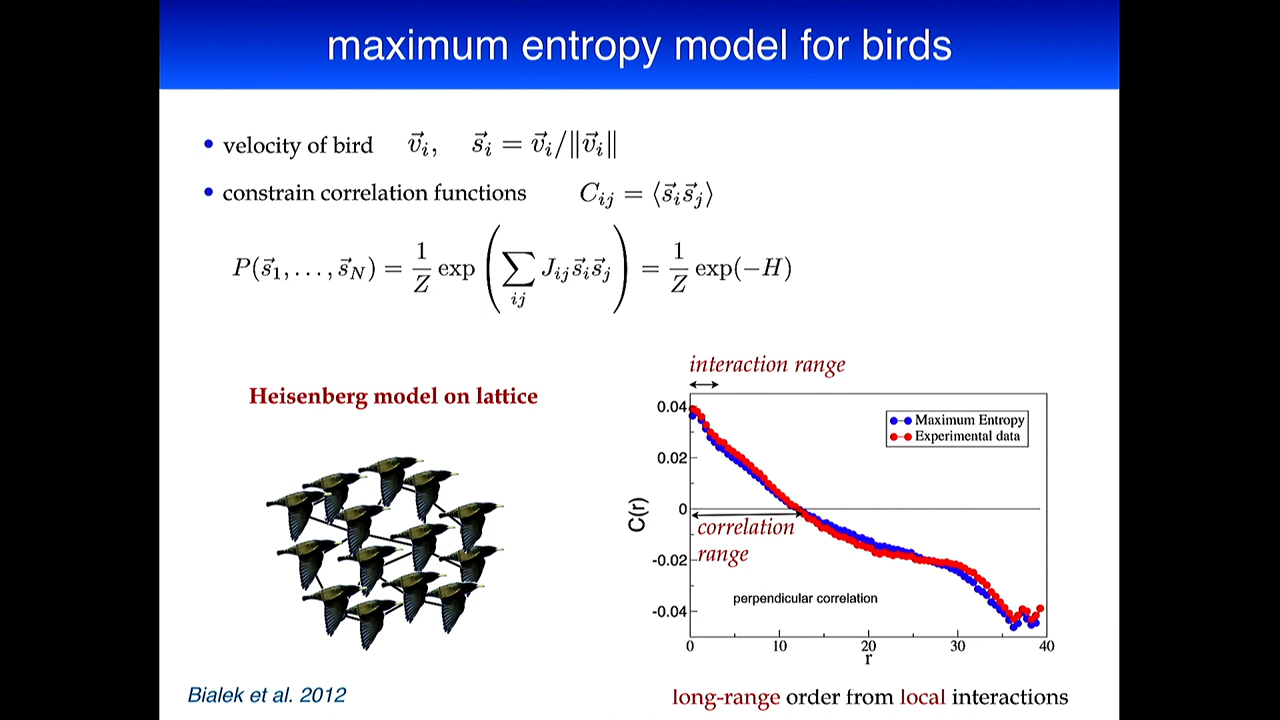 maximum entropy model for birds
• velocity of bird $\vec{v}_i, \quad \vec{s}_i = \vec{v}_i/\|\vec{v}_i\|$
• constrain correlation functions $C_{ij} = \langle \vec{s}_i \vec{s}_j \rangle$
$P(\vec{s}_1, \ldots, \vec{s}_N) = \frac{1}{Z} \exp\left(\sum_{ij} J_{ij} \vec{s}_i \vec{s}_j\right) = \frac{1}{Z} \exp(-H)$
interaction range
Heisenberg model on lattice
0.04
0.02
0
-0.02
-0.04
C(r)
Maximum Entropy
Experimental data
correlation
range
perpendicular correlation
0 10 20 30 40
r
Bialek et al. 2012
long-range order from local interactions